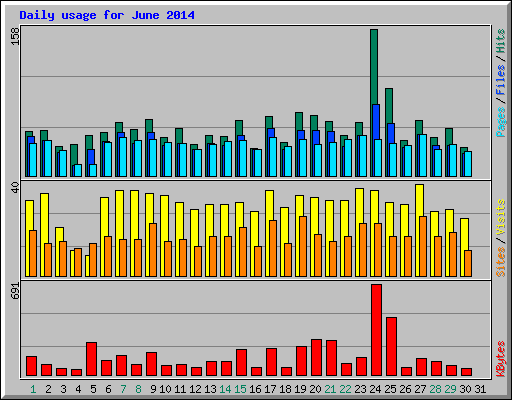 Daily usage for June 2014
158
Pages / Files / Hits
40
Sites / Visits
691
KBytes
1 2 3 4 5 6 7 8 9 10 11 12 13 14 15 16 17 18 19 20 21 22 23 24 25 26 27 28 29 30 31